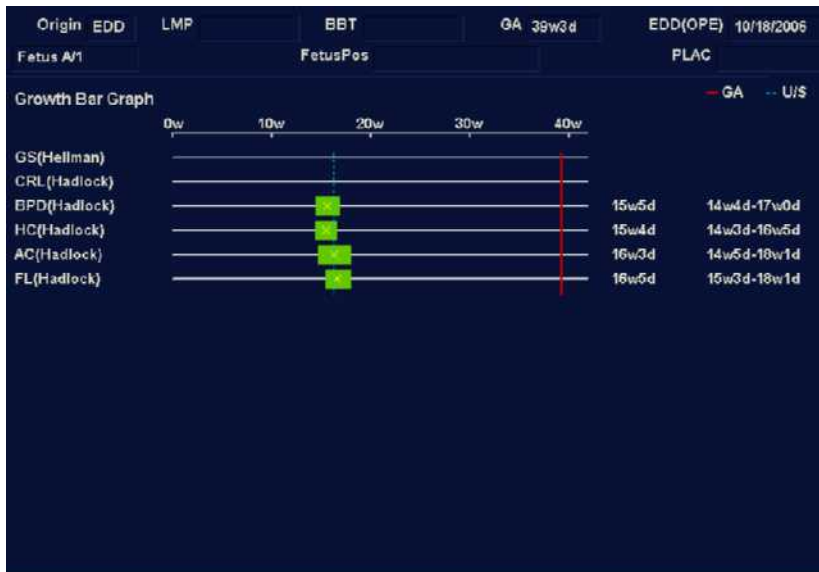 Origin EDD LMP BBT GA 39w3d EDD(OPE) 10/18/2006
Fetus A/1 FetusPos PLAC
Growth Bar Graph GA U/S
0w 10w 20w 30w 40w
GS(Hellman)
CRL(Hadlock)
BPD(Hadlock) 15w5d 14w4d-17w0d
HC(Hadlock) 15w4d 14w3d-16w5d
AC(Hadlock) 16w3d 14w5d-18w1d
FL(Hadlock) 16w5d 15w3d-18w1d